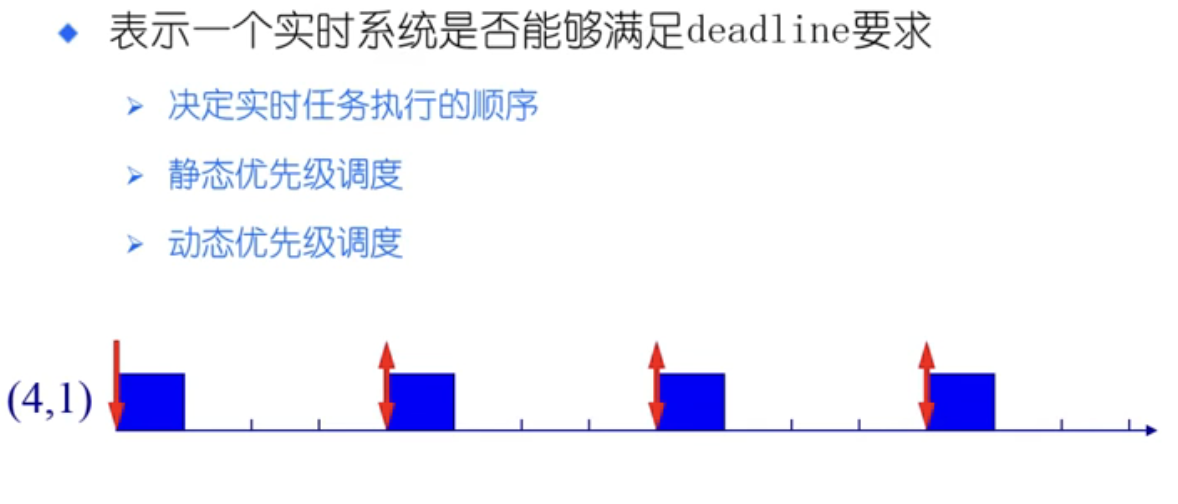 表示一个实时系统是否能够满足deadline要求
决定实时任务执行的顺序
静态优先级调度
动态优先级调度
(4,1)